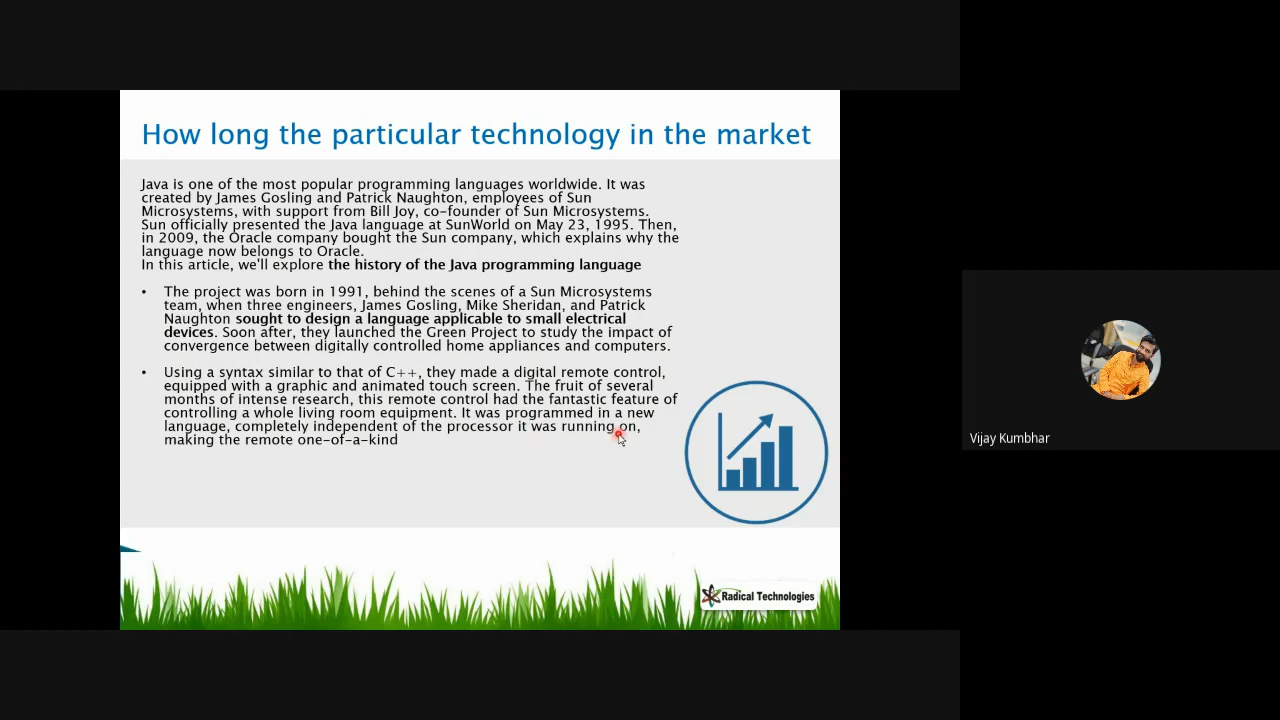 How long the particular technology in the market
Java is one of the most popular programming languages worldwide. It was
created by James Gosling and Patrick Naughton, employees of Sun
Microsystems, with support from Bill Joy, co-founder of Sun Microsystems.
Sun officially presented the Java language at SunWorld on May 23, 1995. Then,
in 2009, the Oracle company bought the Sun company, which explains why the
language now belongs to Oracle.
In this article, we'll explore the history of the Java programming language
• The project was born in 1991, behind the scenes of a Sun Microsystems
team, when three engineers, James Gosling, Mike Sheridan, and Patrick
Naughton sought to design a language applicable to small electrical
devices. Soon after, they launched the Green Project to study the impact of
convergence between digitally controlled home appliances and computers.
• Using a syntax similar to that of C++, they made a digital remote control,
equipped with a graphic and animated touch screen. The fruit of several
months of intense research, this remote control had the fantastic feature of
controlling a whole living room equipment. It was programmed in a new
language, completely independent of the processor it was running on,
making the remote one-of-a-kind
Radical Technologies
Vijay Kumbhar